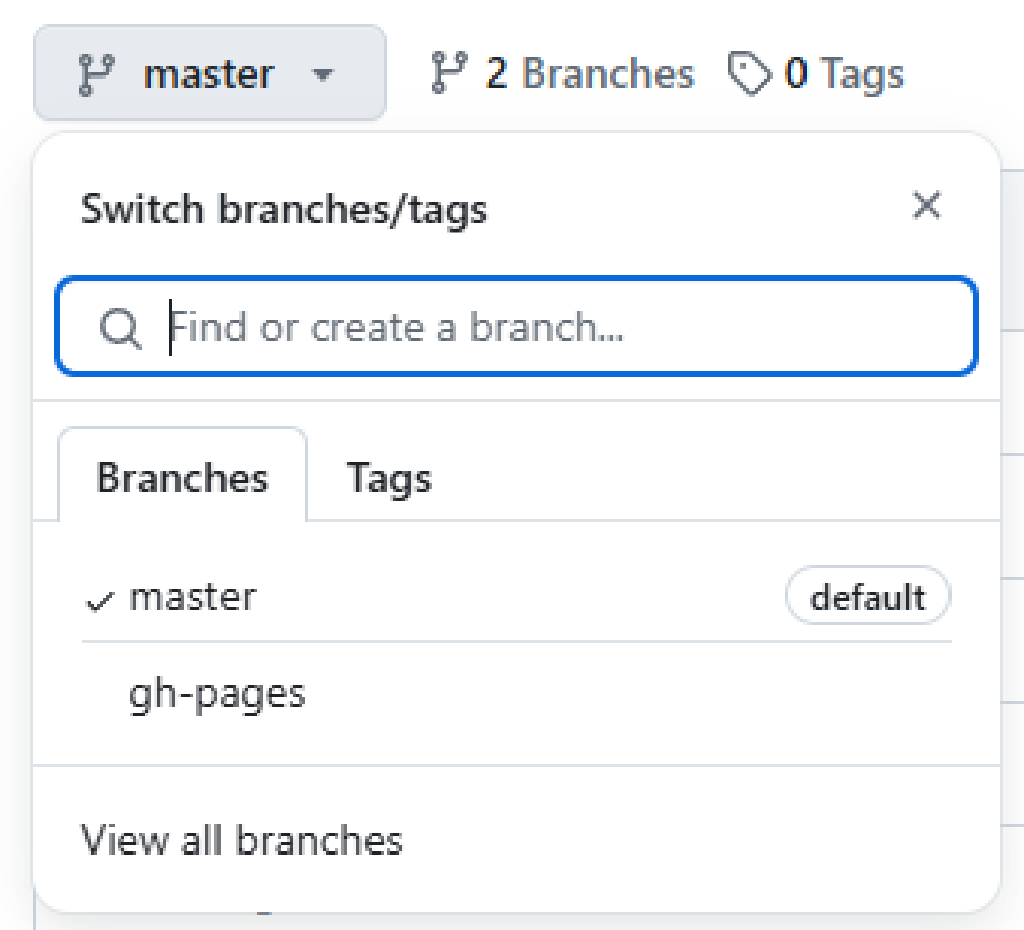 master 2 Branches 0 Tags
Switch branches/tags
Find or create a branch...
Branches Tags
master default
gh-pages
View all branches